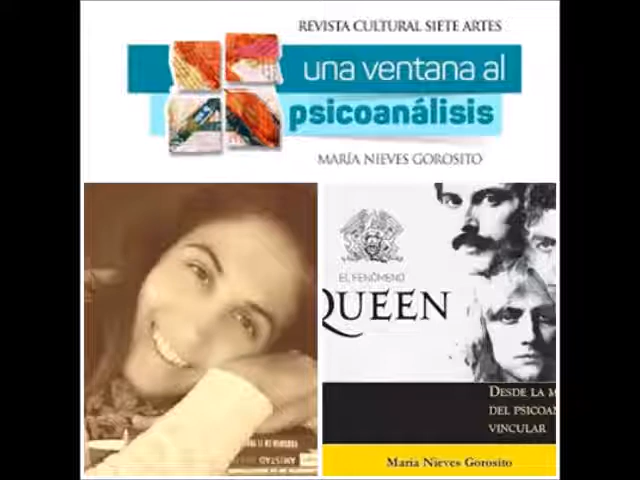 REVISTA CULTURAL SIETE ARTES
una ventana al
psicoanálisis
MARÍA NIEVES GOROSITO
EL FENÓMENO
QUEEN
DESDE LA M
DEL PSICOAN
VINCULAR
María Nieves Gorosito
AMISTAD